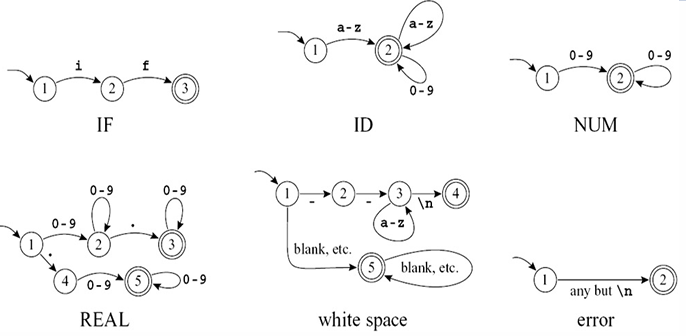 a-z
a-z
i f 0-9 0-9
1 2 3 1 2 1 2
0-9
IF ID NUM
0-9 0-9
1 - 2 - 3 \n 4
0-9 .
1 2 3 a-z
. blank, etc.
4 0-9 5 0-9 5 blank, etc. 1 any but \n 2
REAL white space error